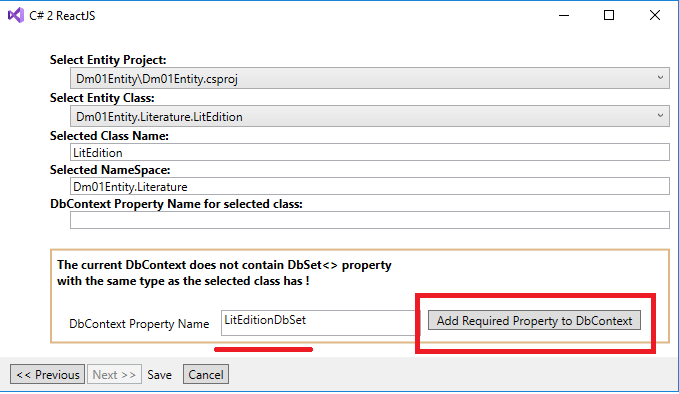 C# 2 ReactJS
Select Entity Project:
Dm01Entity\Dm01Entity.csproj
Select Entity Class:
Dm01Entity.Literature.LitEdition
Selected Class Name:
LitEdition
Selected NameSpace:
Dm01Entity.Literature
DbContext Property Name for selected class:
The current DbContext does not contain DbSet<> property
with the same type as the selected class has !
DbContext Property Name LitEditionDbSet Add Required Property to DbContext
<< Previous Next >> Save Cancel